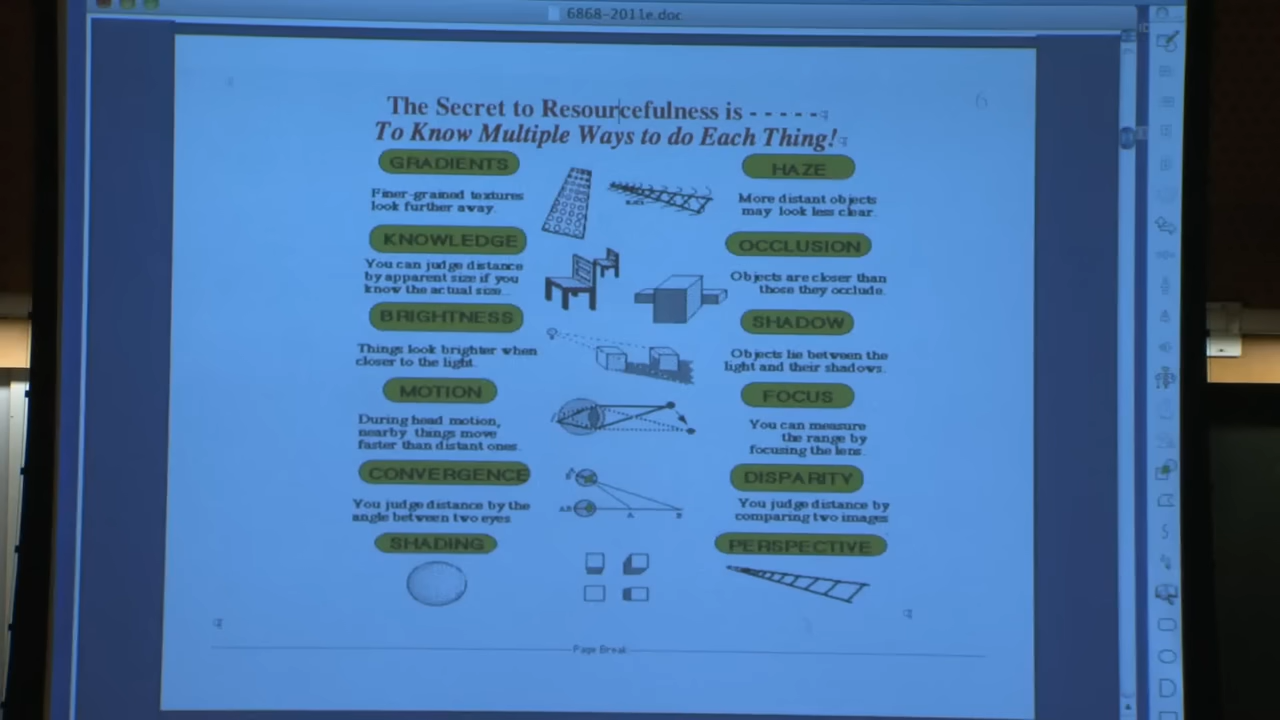 6868-2011e.doc
6
The Secret to Resourcefulness is - - - - -
To Know Multiple Ways to do Each Thing!
GRADIENTS
Finer-grained textures
look further away.
KNOWLEDGE
You can judge distance
by apparent size if you
know the actual size..
BRIGHTNESS
Things look brighter when
closer to the light.
MOTION
During head motion,
nearby things move
faster than distant ones.
CONVERGENCE
You judge distance by the
angle between two eyes
SHADING
HAZE
More distant objects
may look less clear.
OCCLUSION
Objects are closer than
those they occlude.
SHADOW
Objects lie between the
light and their shadows.
FOCUS
You can measure
the range by
focusing the lens.
DISPARITY
You judge distance by
comparing two images
PERSPECTIVE
A
B
Page Break